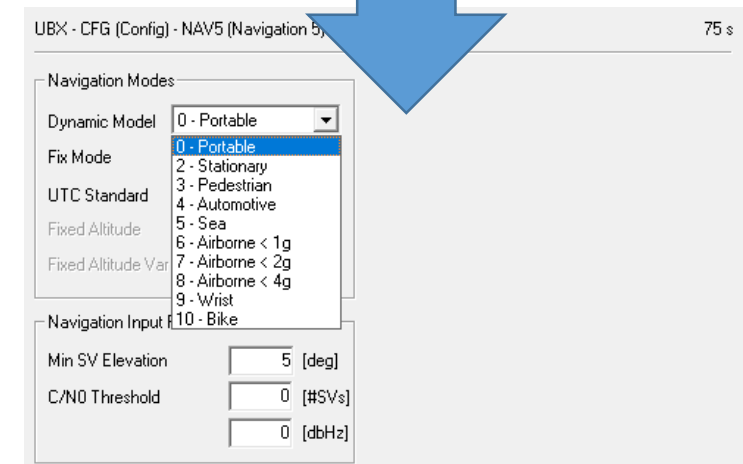 UBX - CFG (Config) - NAV5 (Navigation 5)
75 s
Navigation Modes
Dynamic Model 0 - Portable
0 - Portable
Fix Mode
2 - Stationary
3 - Pedestrian
UTC Standard
4 - Automotive
5 - Sea
Fixed Altitude
6 - Airborne < 1g
Fixed Altitude Var
7 - Airborne < 2g
8 - Airborne < 4g
9 - Wrist
10 - Bike
Navigation Input
Min SV Elevation 5 [deg]
C/N0 Threshold 0 [#SVs]
0 [dbHz]